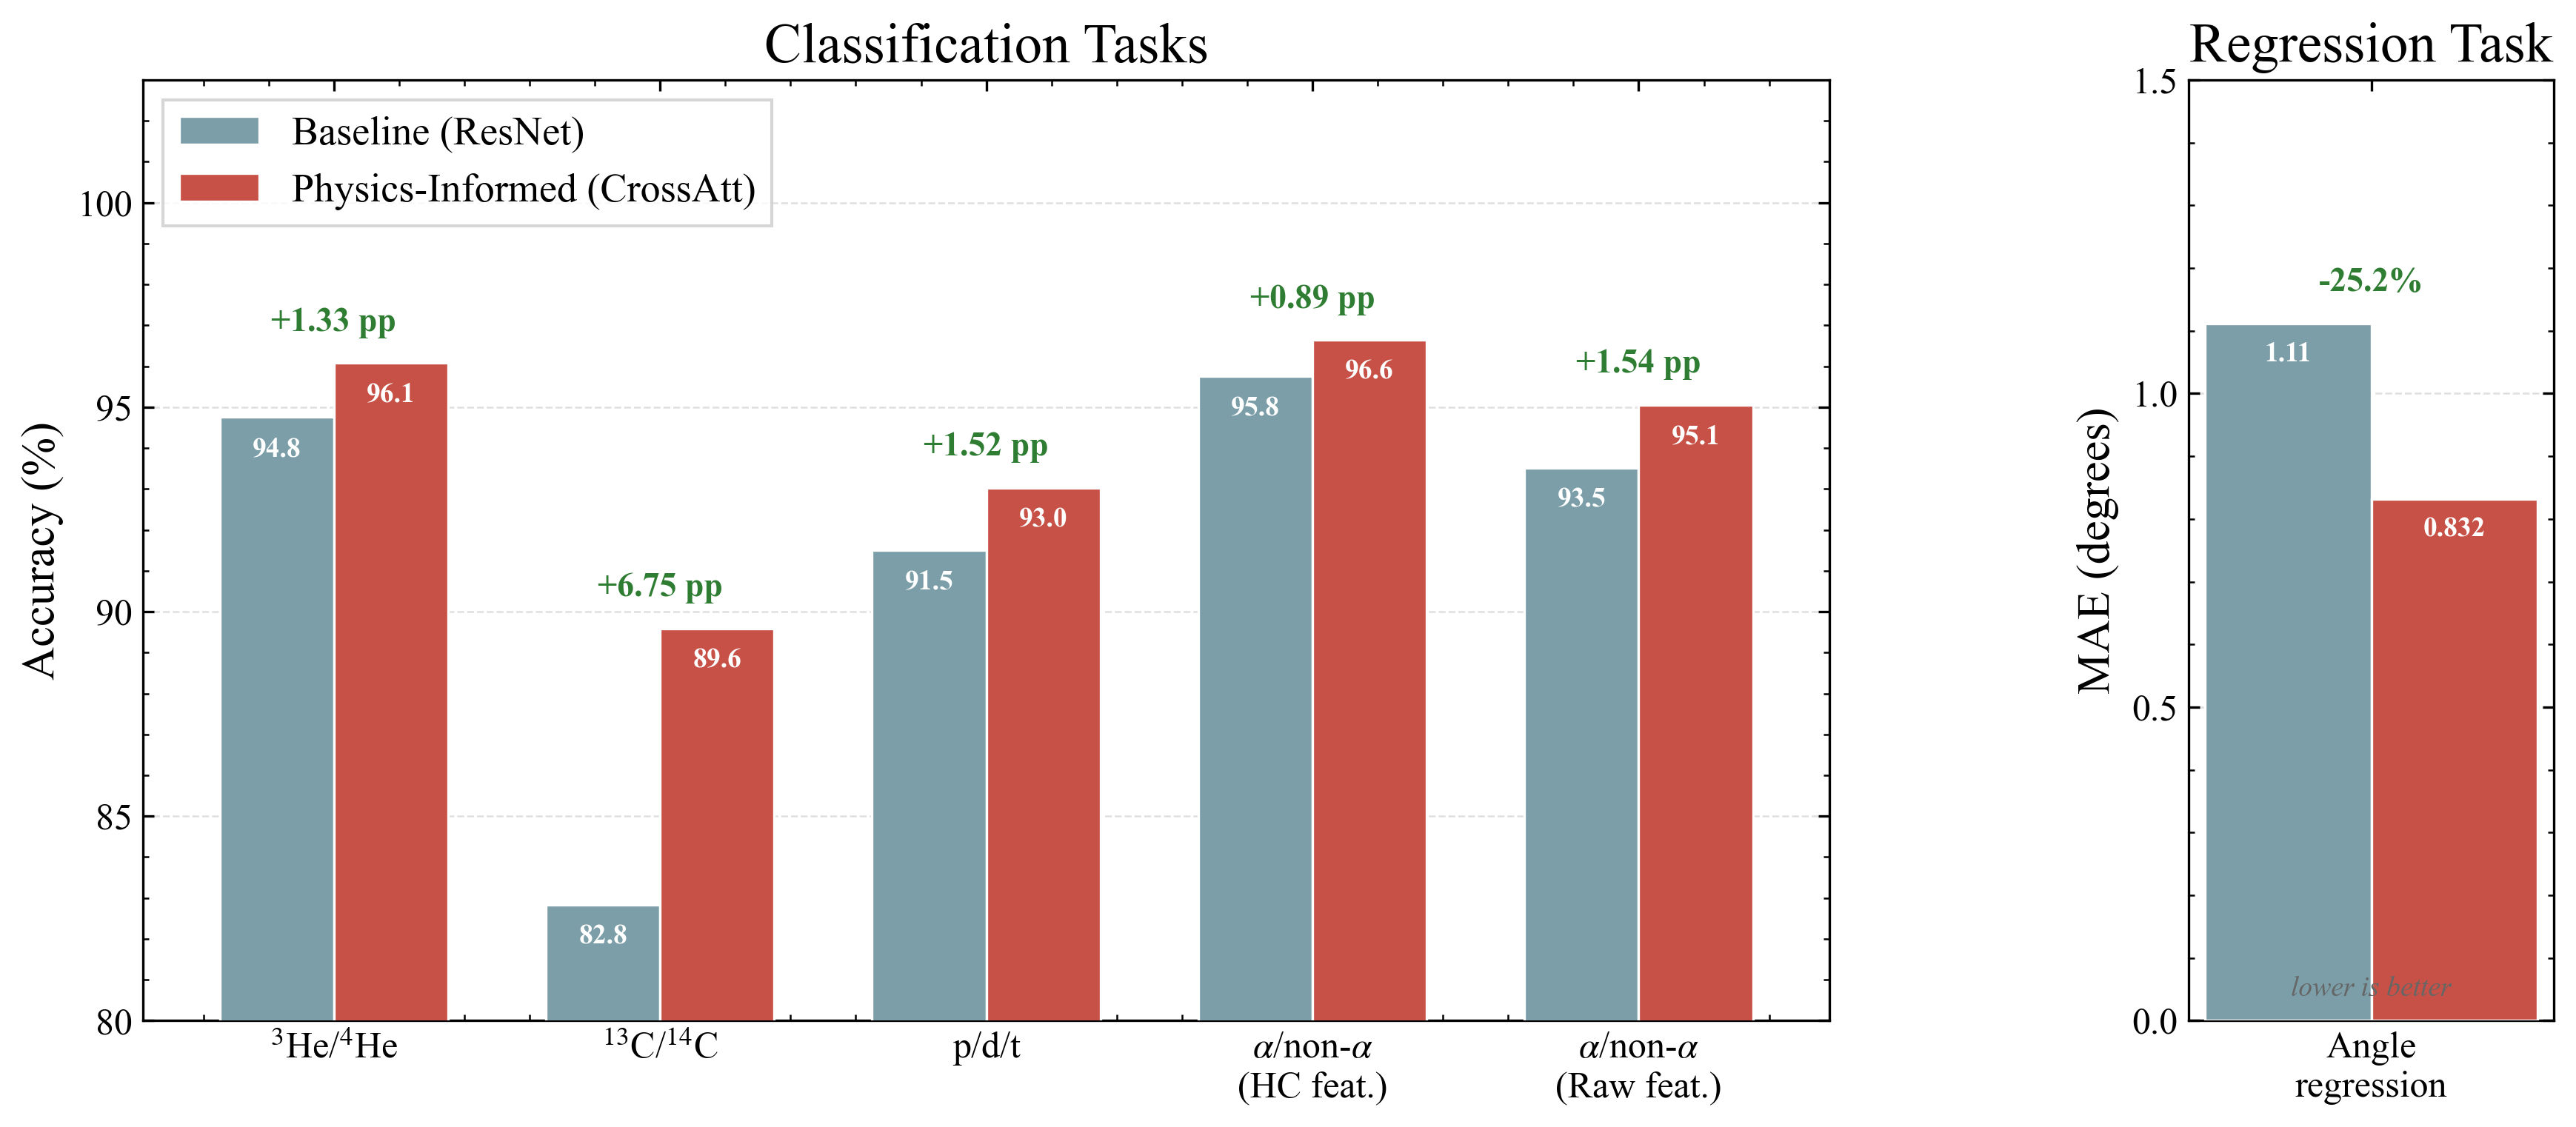 Classification Tasks
Baseline (ResNet)
Physics-Informed (CrossAtt)
Accuracy (%)
100
95
90
85
80
+1.33 pp
+6.75 pp
+1.52 pp
+0.89 pp
+1.54 pp
94.8
96.1
82.8
89.6
91.5
93.0
95.8
96.6
93.5
95.1
³He/⁴He
¹³C/¹⁴C
p/d/t
α/non-α
(HC feat.)
α/non-α
(Raw feat.)
Regression Task
MAE (degrees)
1.5
1.0
0.5
0.0
-25.2%
1.11
0.832
lower is better
Angle
regression